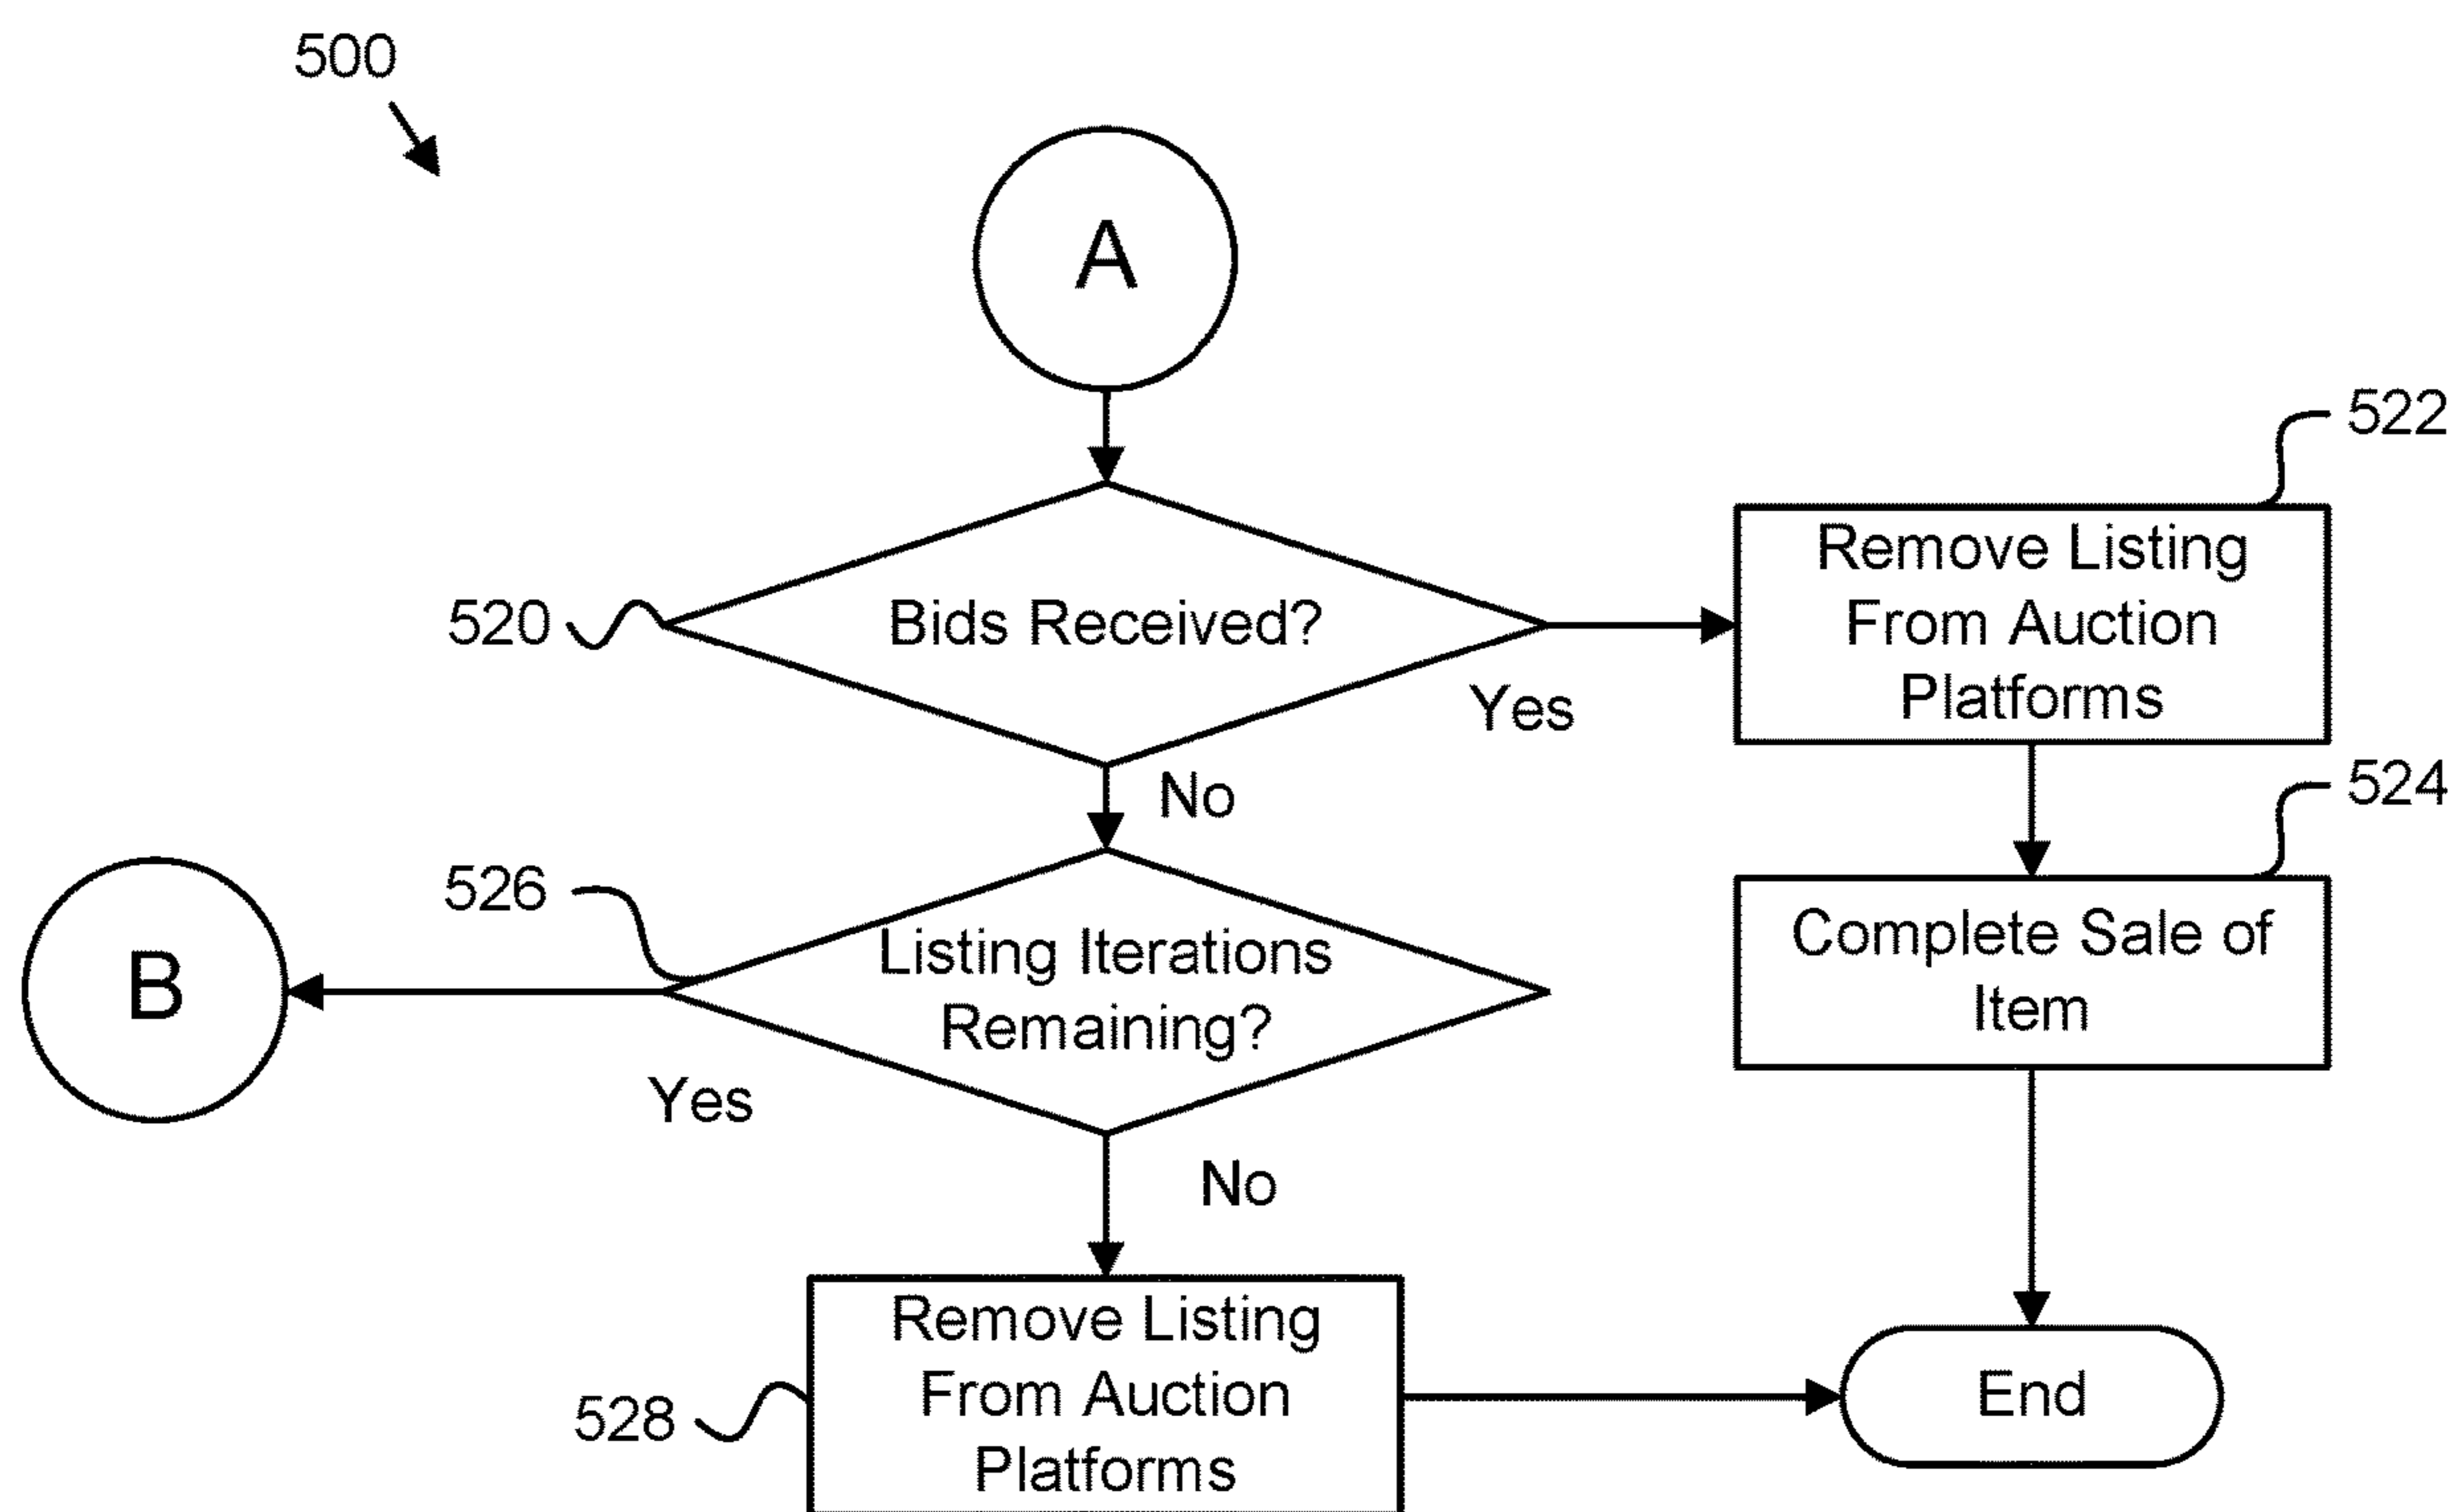 500
A
522
Remove Listing
From Auction
Platforms
520
Bids Received?
Yes
No
524
B
526
Listing Iterations
Remaining?
Complete Sale of
Item
Yes
No
528
Remove Listing
From Auction
Platforms
End